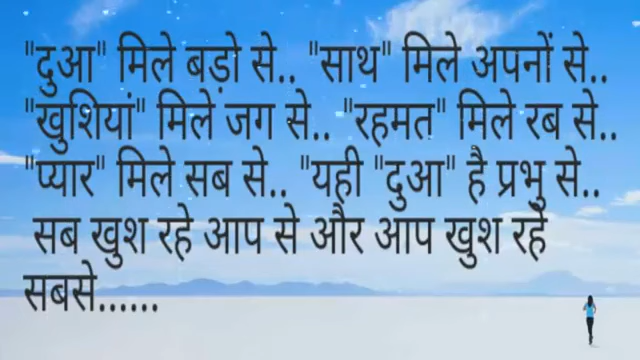 "दुआ" मिले बड़ो से.. "साथ" मिले अपनों से..
"खुशियां" मिले जग से.. "रहमत" मिले रब से..
"प्यार" मिले सब से.. "यही "दुआ" है प्रभु से..
सब खुश रहे आप से और आप खुश रहे
सबसे......